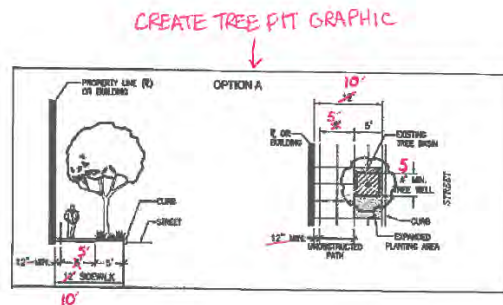 CREATE TREE PIT GRAPHIC
PROPERTY LINE (P)
OR BUILDING
OPTION A
CURB
STREET
12" MIN.
5'
5'
12' SIDEWALK
10'
10'
12'
5'
5'
P, OR
BUILDING
EXISTING
TREE BASIN
5
4' MIN.
TREE WELL
STREET
CURB
12" MIN.
UNOBSTRUCTED
PATH
EXPANDED
PLANTING AREA